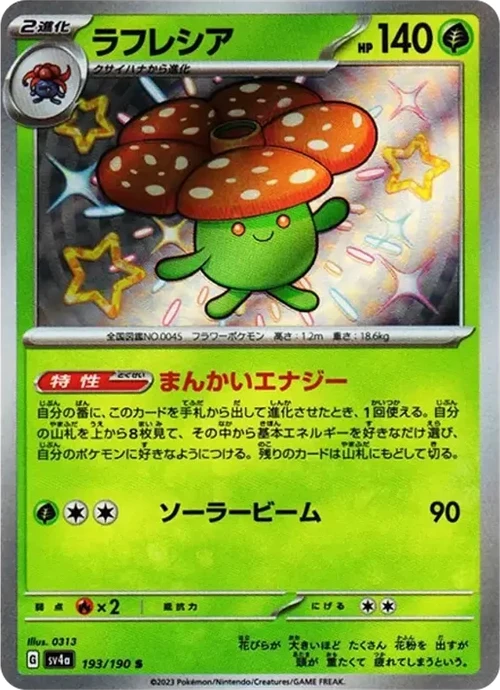 2進化
ラフレシア
HP 140
クサイハナから進化
全国図鑑NO.0045 フラワーポケモン 高さ:1.2m 重さ:18.6kg
特性 とくせい まんかいエナジー
自分の番に、このカードを手札から出して進化させたとき、1回使える。自分
の山札を上から8枚見て、その中から基本エネルギーを好きなだけ選び、
自分のポケモンに好きなようにつける。残りのカードは山札にもどして切る。
ソーラービーム 90
弱点 ×2 抵抗力 にげる
Illus. 0313
G sv4a 193/190 S
花びらが 大きいほど たくさん 花粉を 出すが
頭が 重たくて 疲れて しまうらしい。
©2023 Pokémon/Nintendo/Creatures/GAME FREAK.